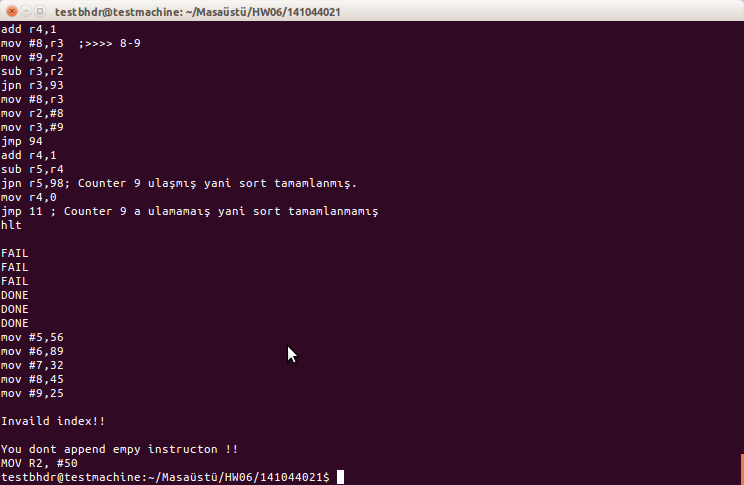 testbhdr@testmachine: ~/Masaüstü/HW06/141044021
add r4,1
mov #8,r3  ;>>>> 8-9
mov #9,r2
sub r3,r2
jpn r3,93
mov #8,r3
mov r2,#8
mov r3,#9
jmp 94
add r4,1
sub r5,r4
jpn r5,98; Counter 9 ulaşmış yani sort tamamlanmış.
mov r4,0
jmp 11 ; Counter 9 a ulamamaış yani sort tamamlanmamış
hlt
FAIL
FAIL
FAIL
DONE
DONE
DONE
mov #5,56
mov #6,89
mov #7,32
mov #8,45
mov #9,25
Invaild index!!
You dont append empy instructon !!
MOV R2, #50
testbhdr@testmachine:~/Masaüstü/HW06/141044021$